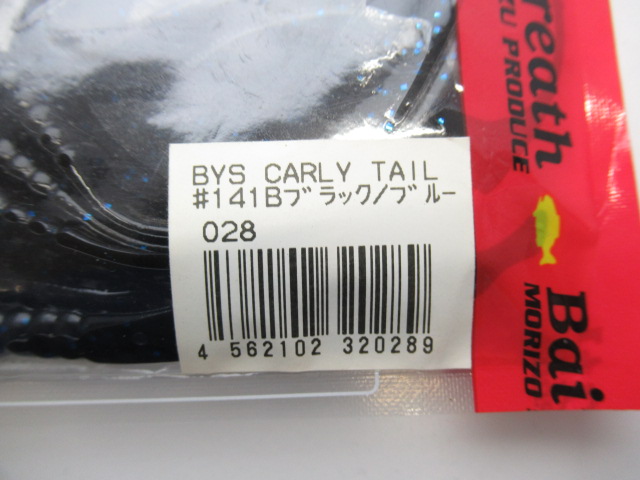 BYS CARLY TAIL
#141Bﾌﾞﾗｯｸ/ﾌﾞﾙｰ
028
4 562102 320289
reath
TU PRODUCE
Bai
MORIZO